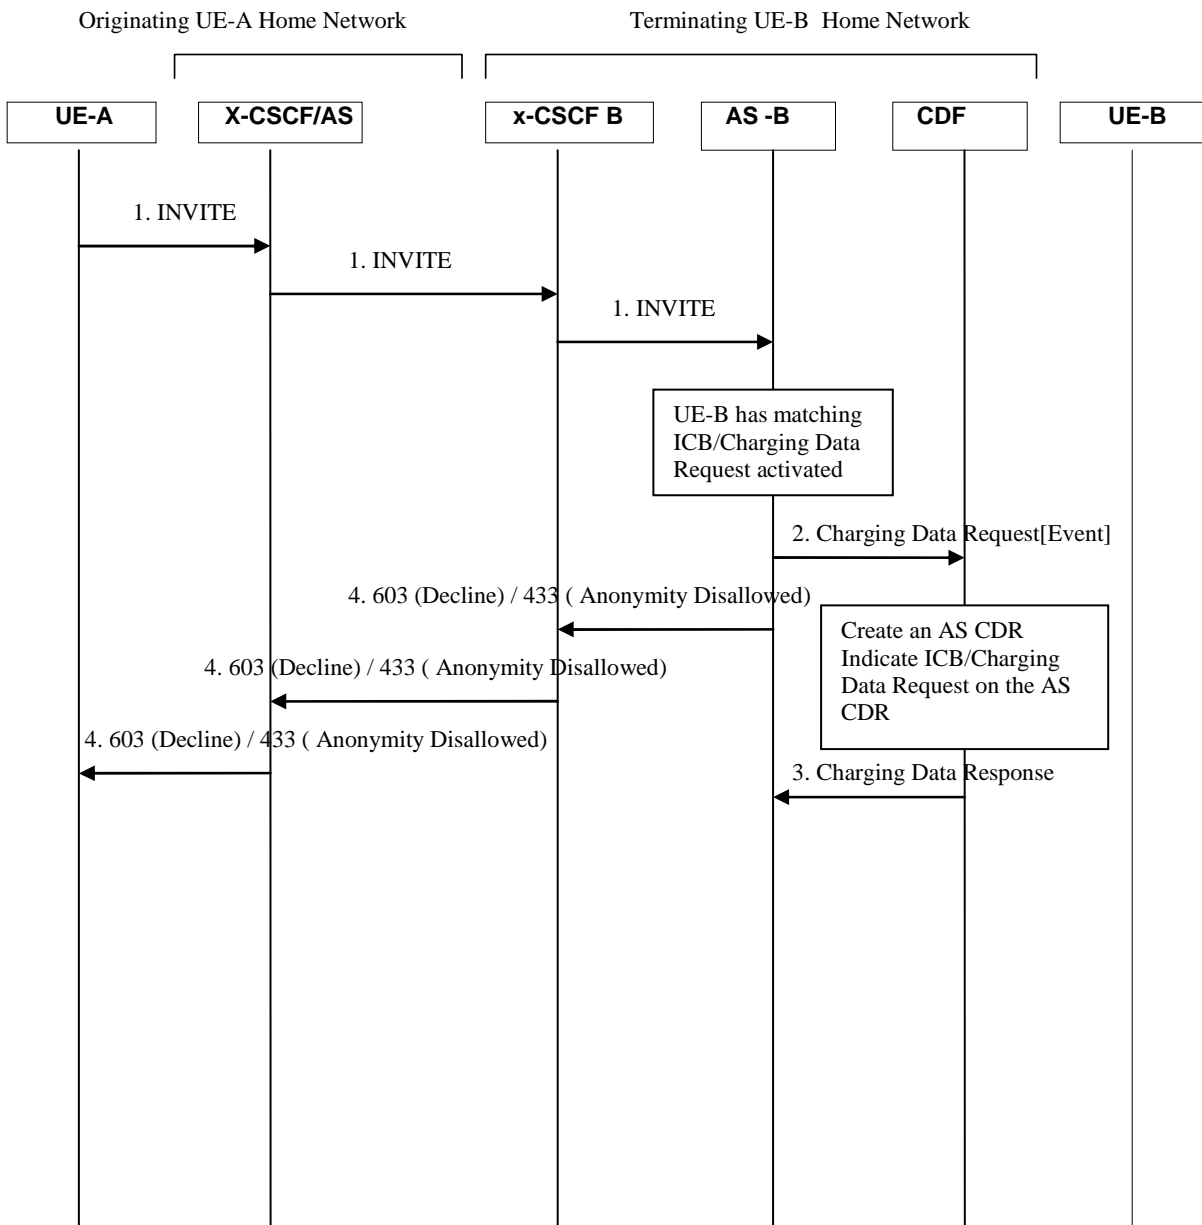 Originating UE-A Home Network
Terminating UE-B Home Network
UE-A
X-CSCF/AS
x-CSCF B
AS -B
CDF
UE-B
1. INVITE
1. INVITE
1. INVITE
UE-B has matching
ICB/Charging Data
Request activated
2. Charging Data Request[Event]
4. 603 (Decline) / 433 ( Anonymity Disallowed)
Create an AS CDR
Indicate ICB/Charging
Data Request on the AS
CDR
4. 603 (Decline) / 433 ( Anonymity Disallowed)
4. 603 (Decline) / 433 ( Anonymity Disallowed)
3. Charging Data Response